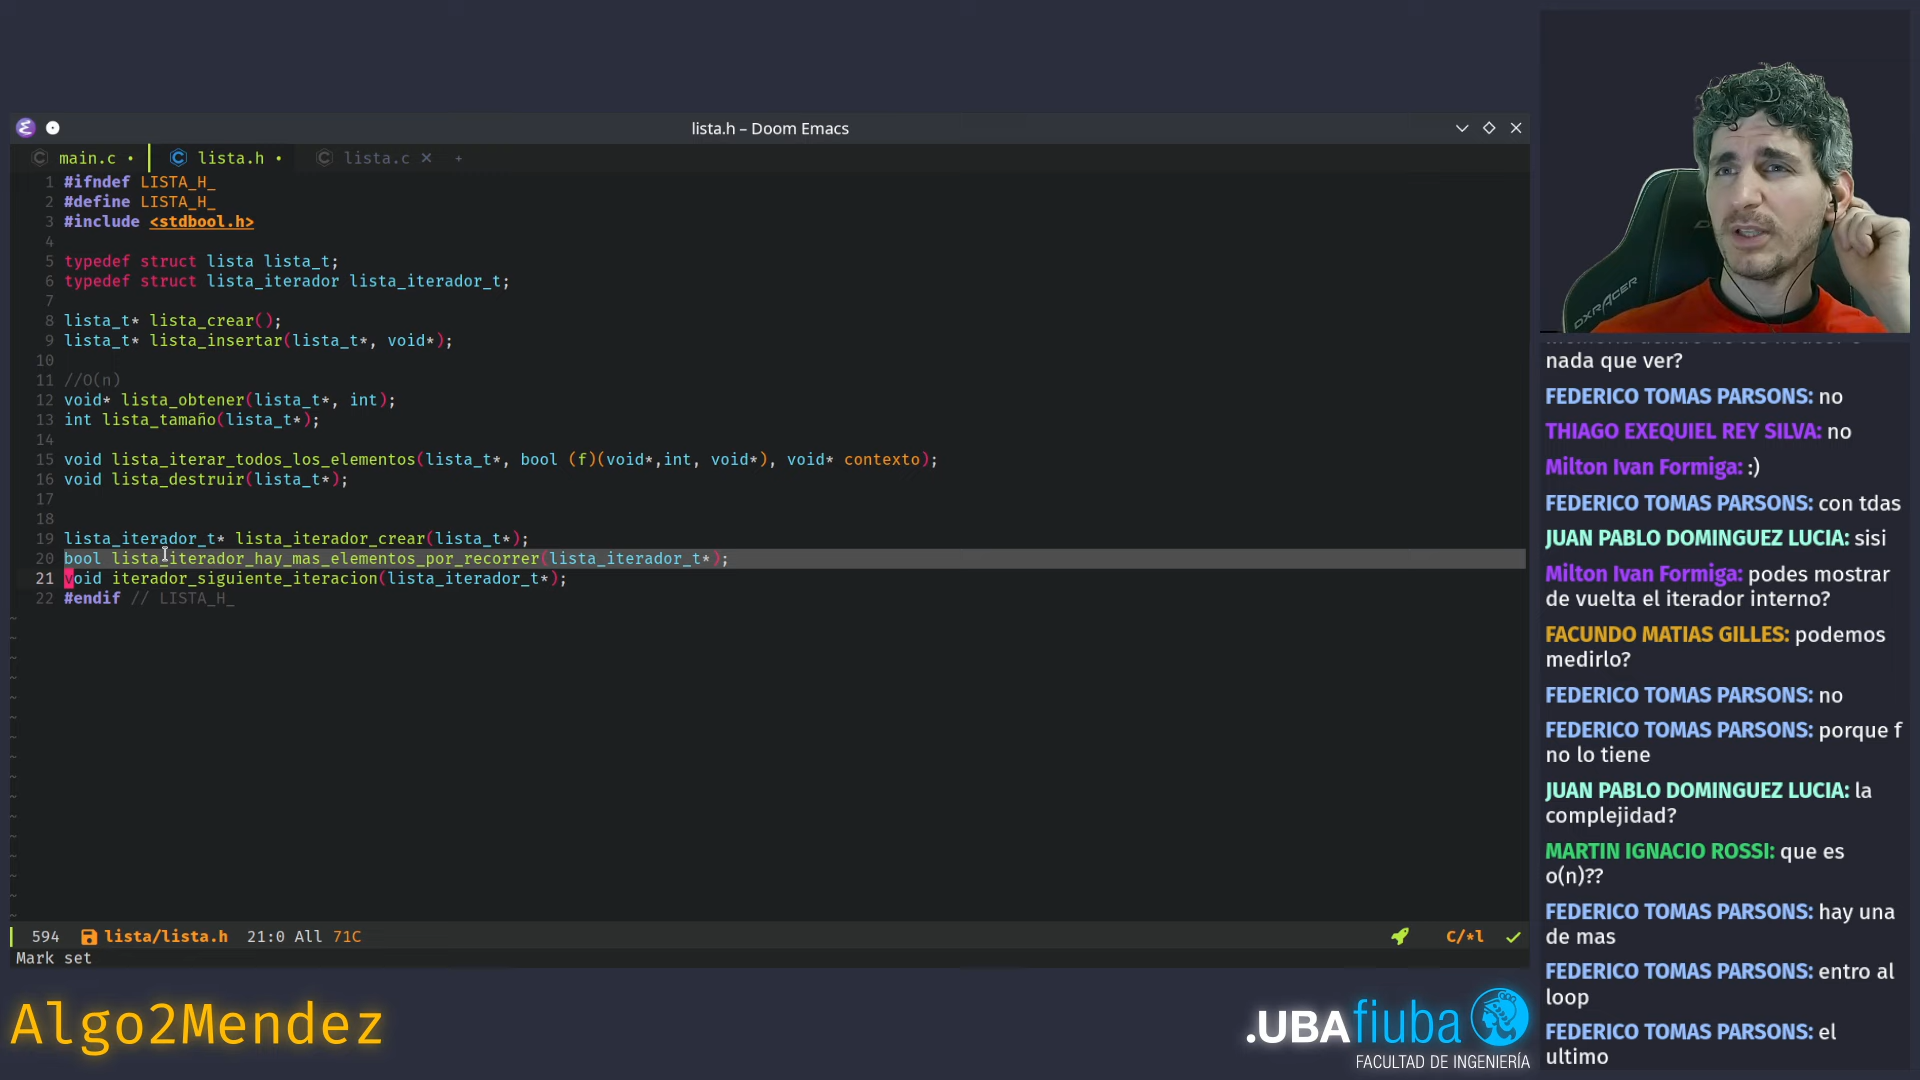 lista.h – Doom Emacs
main.c • lista.h • lista.c × +
1 #ifndef LISTA_H_
2 #define LISTA_H_
3 #include <stdbool.h>
4
5 typedef struct lista lista_t;
6 typedef struct lista_iterador lista_iterador_t;
7
8 lista_t* lista_crear();
9 lista_t* lista_insertar(lista_t*, void*);
10
11 //O(n)
12 void* lista_obtener(lista_t*, int);
13 int lista_tamaño(lista_t*);
14
15 void lista_iterar_todos_los_elementos(lista_t*, bool (f)(void*,int, void*), void* contexto);
16 void lista_destruir(lista_t*);
17
18
19 lista_iterador_t* lista_iterador_crear(lista_t*);
20 bool lista_iterador_hay_mas_elementos_por_recorrer(lista_iterador_t*);
21 void iterador_siguiente_iteracion(lista_iterador_t*);
22 #endif // LISTA_H_
594 lista/lista.h 21:0 All 71C C/*l
Mark set
Algo2Mendez
.UBAfiuba
FACULTAD DE INGENIERÍA
DXRACER
nada que ver?
FEDERICO TOMAS PARSONS: no
THIAGO EXEQUIEL REY SILVA: no
Milton Ivan Formiga: :)
FEDERICO TOMAS PARSONS: con tdas
JUAN PABLO DOMINGUEZ LUCIA: sisi
Milton Ivan Formiga: podes mostrar
de vuelta el iterador interno?
FACUNDO MATIAS GILLES: podemos
medirlo?
FEDERICO TOMAS PARSONS: no
FEDERICO TOMAS PARSONS: porque f
no lo tiene
JUAN PABLO DOMINGUEZ LUCIA: la
complejidad?
MARTIN IGNACIO ROSSI: que es
o(n)??
FEDERICO TOMAS PARSONS: hay una
de mas
FEDERICO TOMAS PARSONS: entro al
loop
FEDERICO TOMAS PARSONS: el
ultimo